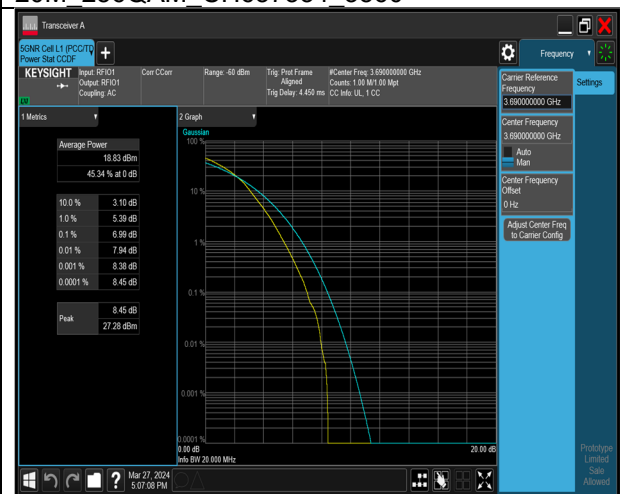 Transceiver A
5GNR Cell L1 (PCC/TD
Power Stat CCDF
Frequency
KEYSIGHT
Input: RFIO1
Output: RFIO1
Coupling: AC
Corr CCorr
Range: -60 dBm
Trig: Prot Frame
Aligned
Trig Delay: 4.450 ms
#Center Freq: 3.690000000 GHz
Counts: 1.00 M/1.00 Mpt
CC Info: UL, 1 CC
LV
1 Metrics
Average Power
18.83 dBm
45.34 % at 0 dB
10.0 % 3.10 dB
1.0 % 5.39 dB
0.1 % 6.99 dB
0.01 % 7.94 dB
0.001 % 8.38 dB
0.0001 % 8.45 dB
Peak
8.45 dB
27.28 dBm
2 Graph
Gaussian
100 %
10 %
1 %
0.1 %
0.01 %
0.001 %
0.0001 %
0.00 dB
20.00 dB
Info BW 20.000 MHz
Carrier Reference
Frequency
3.690000000 GHz
Center Frequency
3.690000000 GHz
Auto
Man
Center Frequency
Offset
0 Hz
Adjust Center Freq
to Carrier Config
Settings
Prototype
Limited
Sale
Allowed
?
Mar 27, 2024
5:07:08 PM